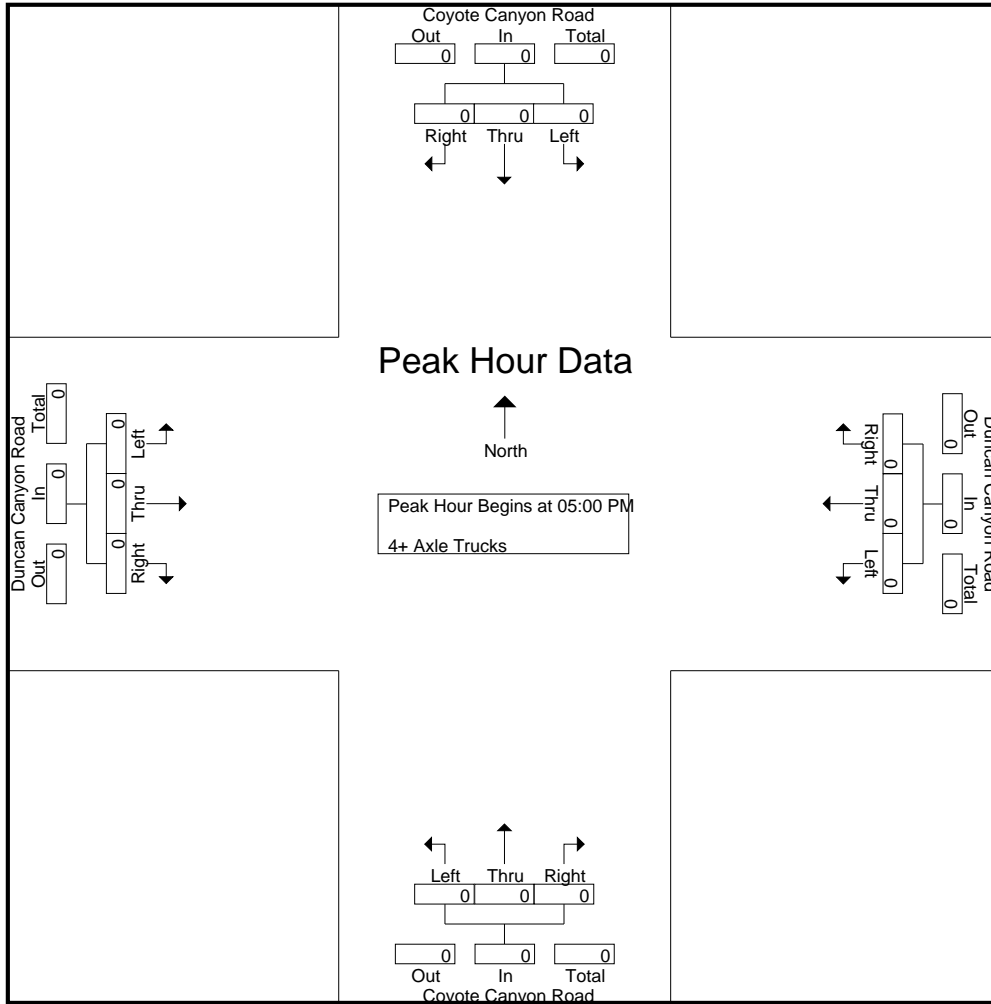 Coyote Canyon Road
Out In Total
0 0 0
0 0 0
Right Thru Left
Peak Hour Data
North
Peak Hour Begins at 05:00 PM
4+ Axle Trucks
Duncan Canyon Road
Total In Out
0 0 0
0 0 0
Left Thru Right
Duncan Canyon Road
Out In Total
0 0 0
0 0 0
Right Thru Left
Left Thru Right
0 0 0
0 0 0
Out In Total
Coyote Canyon Road